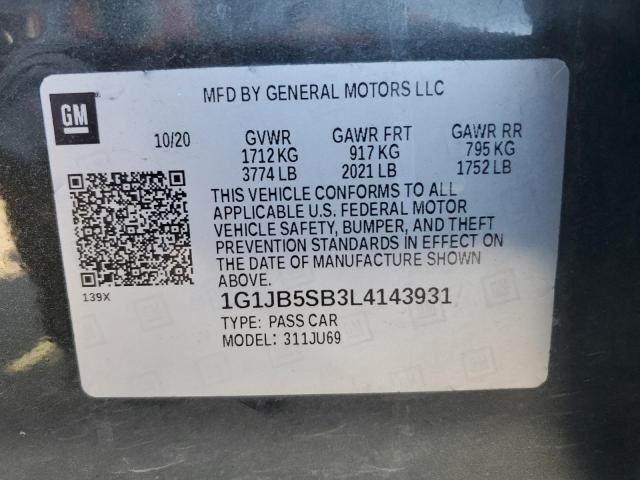 GM
MFD BY GENERAL MOTORS LLC
10/20 GVWR GAWR FRT GAWR RR
1712 KG 917 KG 795 KG
3774 LB 2021 LB 1752 LB
THIS VEHICLE CONFORMS TO ALL
APPLICABLE U.S. FEDERAL MOTOR
VEHICLE SAFETY, BUMPER, AND THEFT
PREVENTION STANDARDS IN EFFECT ON
THE DATE OF MANUFACTURE SHOWN
ABOVE.
139X
1G1JB5SB3L4143931
TYPE: PASS CAR
MODEL: 311JU69